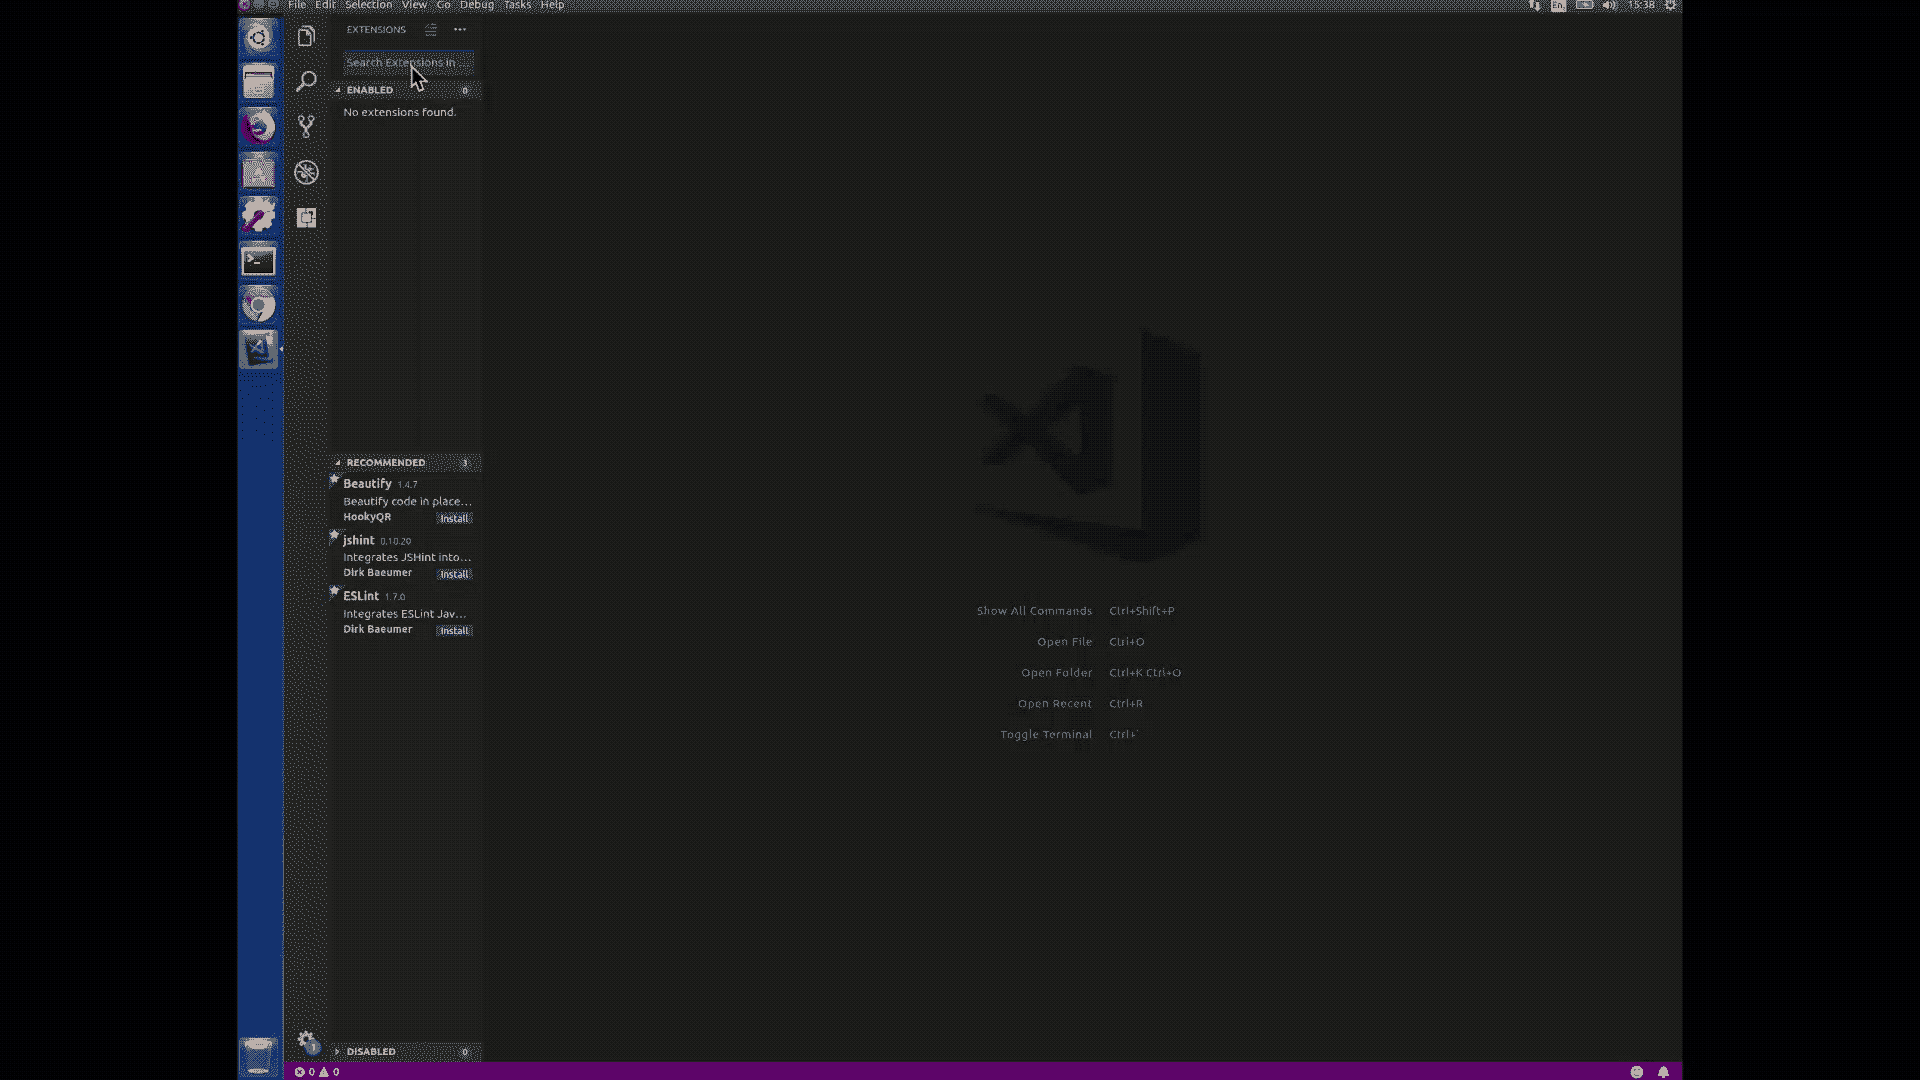 File Edit Selection View Go Debug Tasks Help
En
15:38
EXTENSIONS
Search Extensions in ...
ENABLED 0
No extensions found.
RECOMMENDED 3
Beautify 1.4.7
Beautify code in place...
HookyQR Install
jshint 0.10.20
Integrates JSHint into...
Dirk Baeumer Install
ESLint 1.7.0
Integrates ESLint Jav...
Dirk Baeumer Install
Show All Commands Ctrl+Shift+P
Open File Ctrl+O
Open Folder Ctrl+K Ctrl+O
Open Recent Ctrl+R
Toggle Terminal Ctrl+`
1
DISABLED 0
0 0